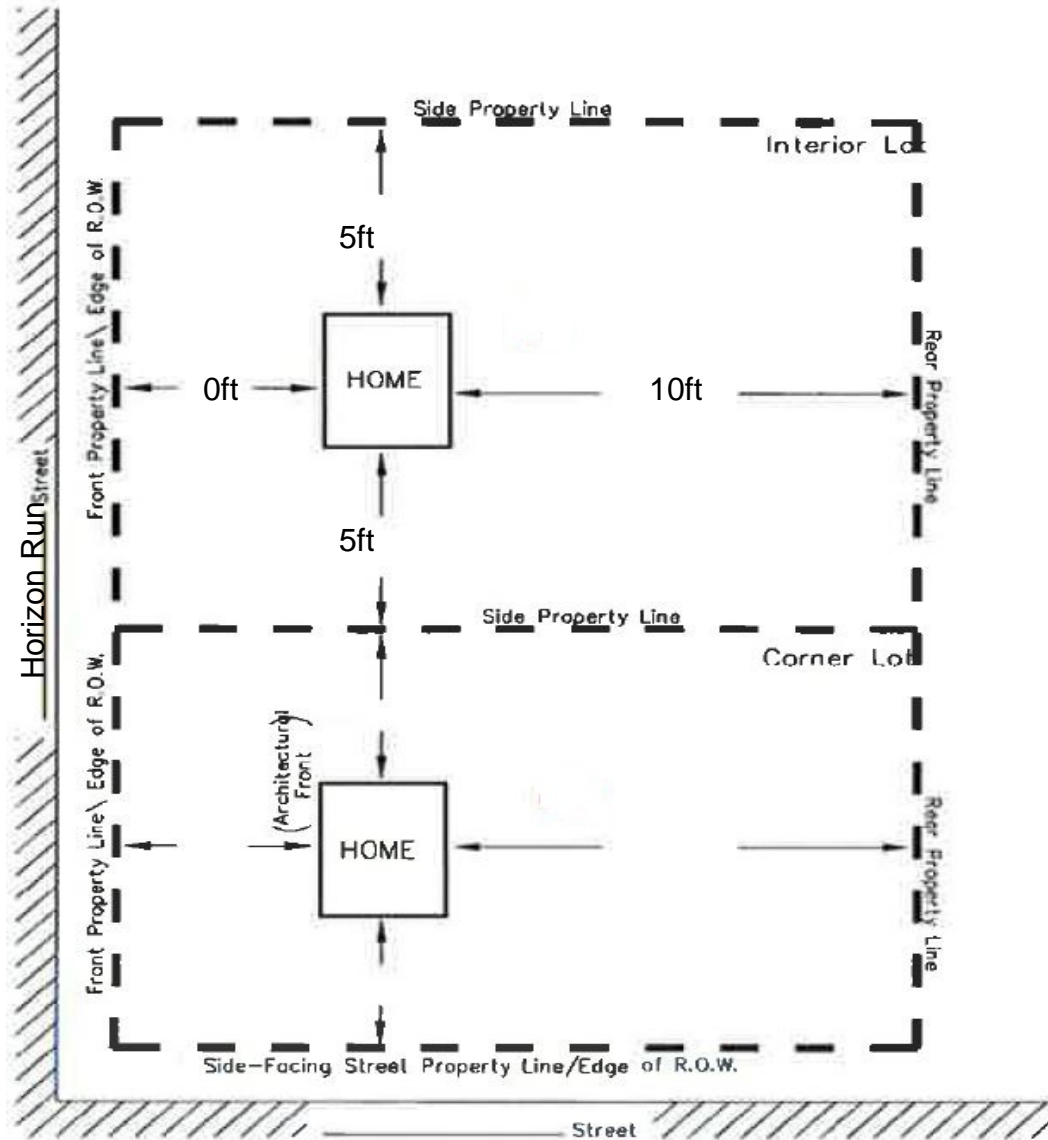 Side Property Line
Interior Lot
Front Property Line\ Edge of R.O.W.
5ft
HOME
0ft
10ft
Rear Property Line
Horizon Run Street
5ft
Side Property Line
Corner Lot
Front Property Line\ Edge of R.O.W.
(Architectural
Front)
HOME
Rear Property Line
Side-Facing Street Property Line/Edge of R.O.W.
Street